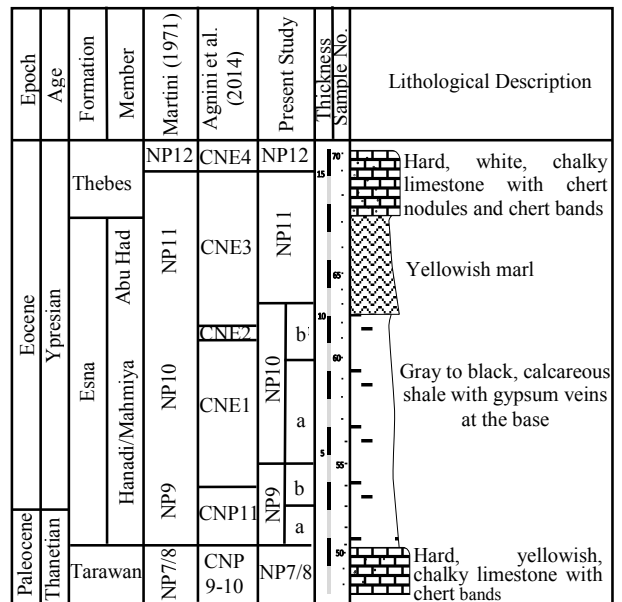 Epoch
Age
Formation
Member
Martini (1971)
Agnini et al.
(2014)
Present Study
Thickness
Sample No.
Lithological Description
NP12
CNE4
NP12
Thebes
Hard, white, chalky
limestone with chert
nodules and chert bands
70
15
Eocene
Ypresian
Esna
Abu Had
NP11
CNE3
NP11
65
Yellowish marl
CNE2
10
Hanadi/Mahmiya
NP10
CNE1
NP10
b
a
60
Gray to black, calcareous
shale with gypsum veins
at the base
5
55
NP9
CNP11
NP9
b
a
Paleocene
Thanetian
Tarawan
NP7/8
CNP
9-10
NP7/8
50
Hard, yellowish,
chalky limestone with
chert bands